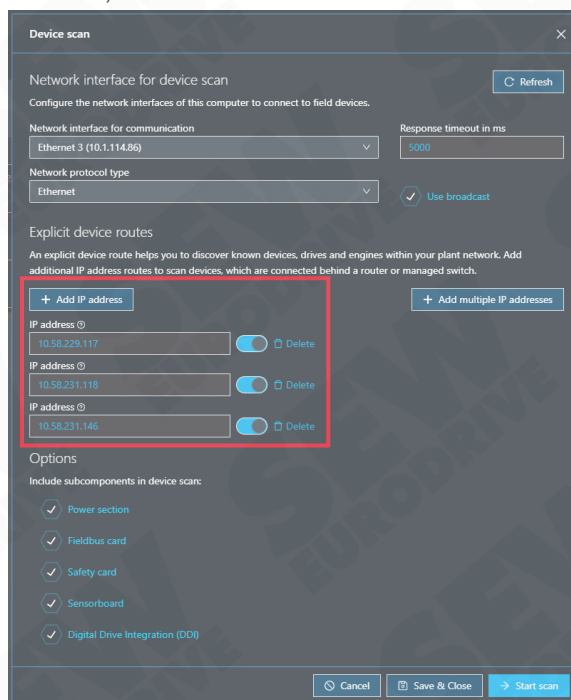 Device scan
Network interface for device scan
Refresh
Configure the network interfaces of this computer to connect to field devices.
Network interface for communication
Response timeout in ms
Ethernet 3 (10.1.114.86)
5000
Network protocol type
Ethernet
Use broadcast
Explicit device routes
An explicit device route helps you to discover known devices, drives and engines within your plant network. Add
additional IP address routes to scan devices, which are connected behind a router or managed switch.
+ Add IP address
+ Add multiple IP addresses
IP address
10.58.229.117
Delete
IP address
10.58.231.118
Delete
IP address
10.58.231.146
Delete
Options
Include subcomponents in device scan:
Power section
Fieldbus card
Safety card
Sensorboard
Digital Drive Integration (DDI)
Cancel
Save & Close
Start scan
SEW
EURODRIVE